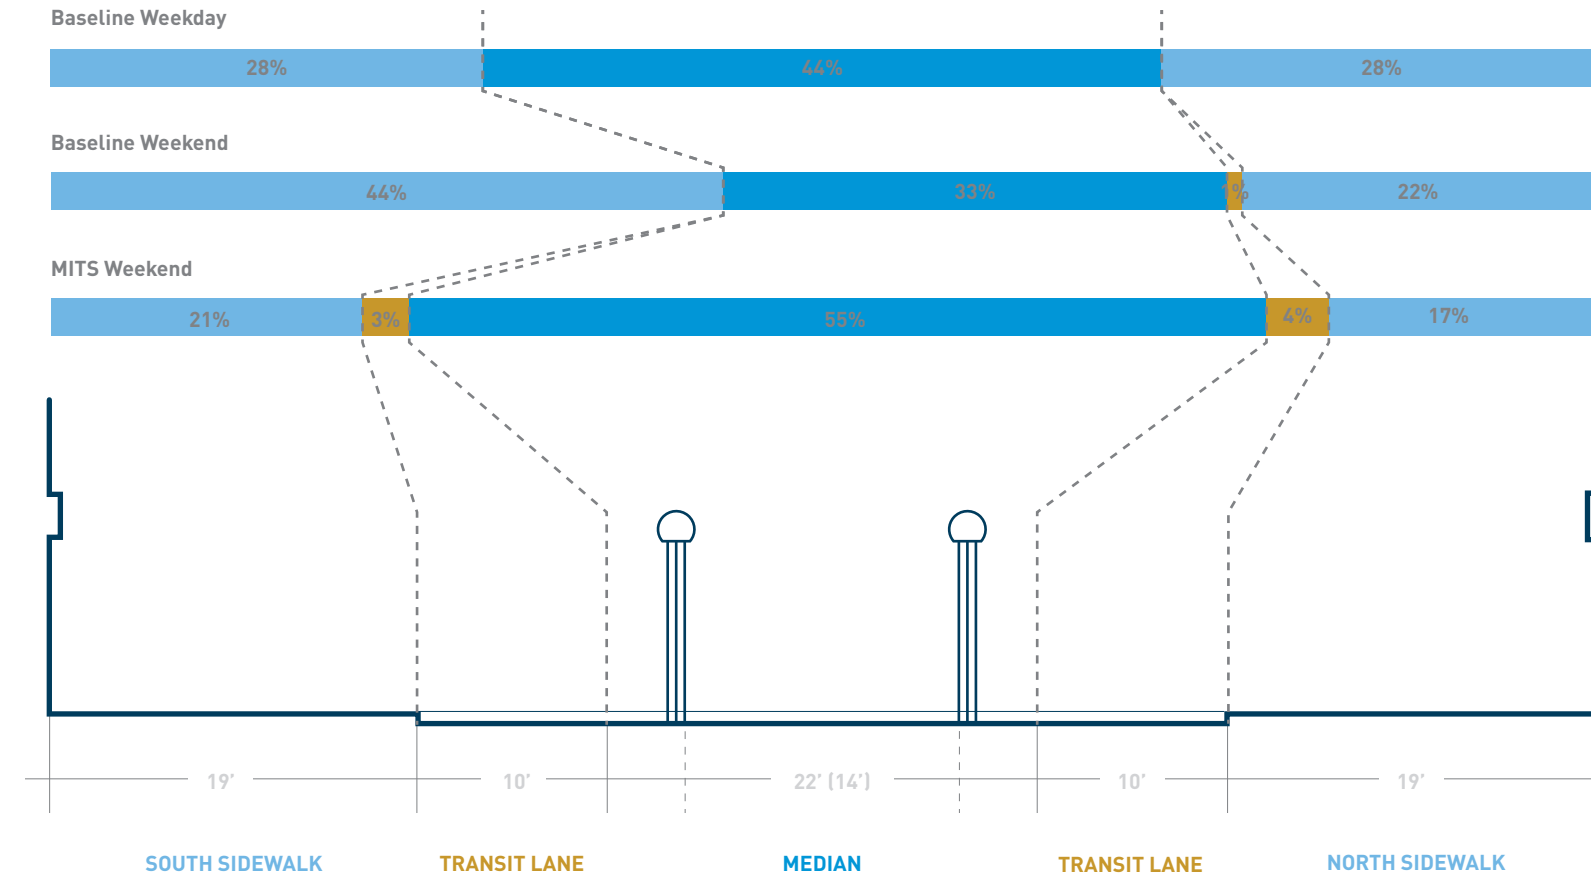 Baseline Weekday
28% 44% 28%
Baseline Weekend
44% 33% 1% 22%
MITS Weekend
21% 3% 55% 4% 17%
19’ 10’ 22’ (14’) 10’ 19’
SOUTH SIDEWALK TRANSIT LANE MEDIAN TRANSIT LANE NORTH SIDEWALK